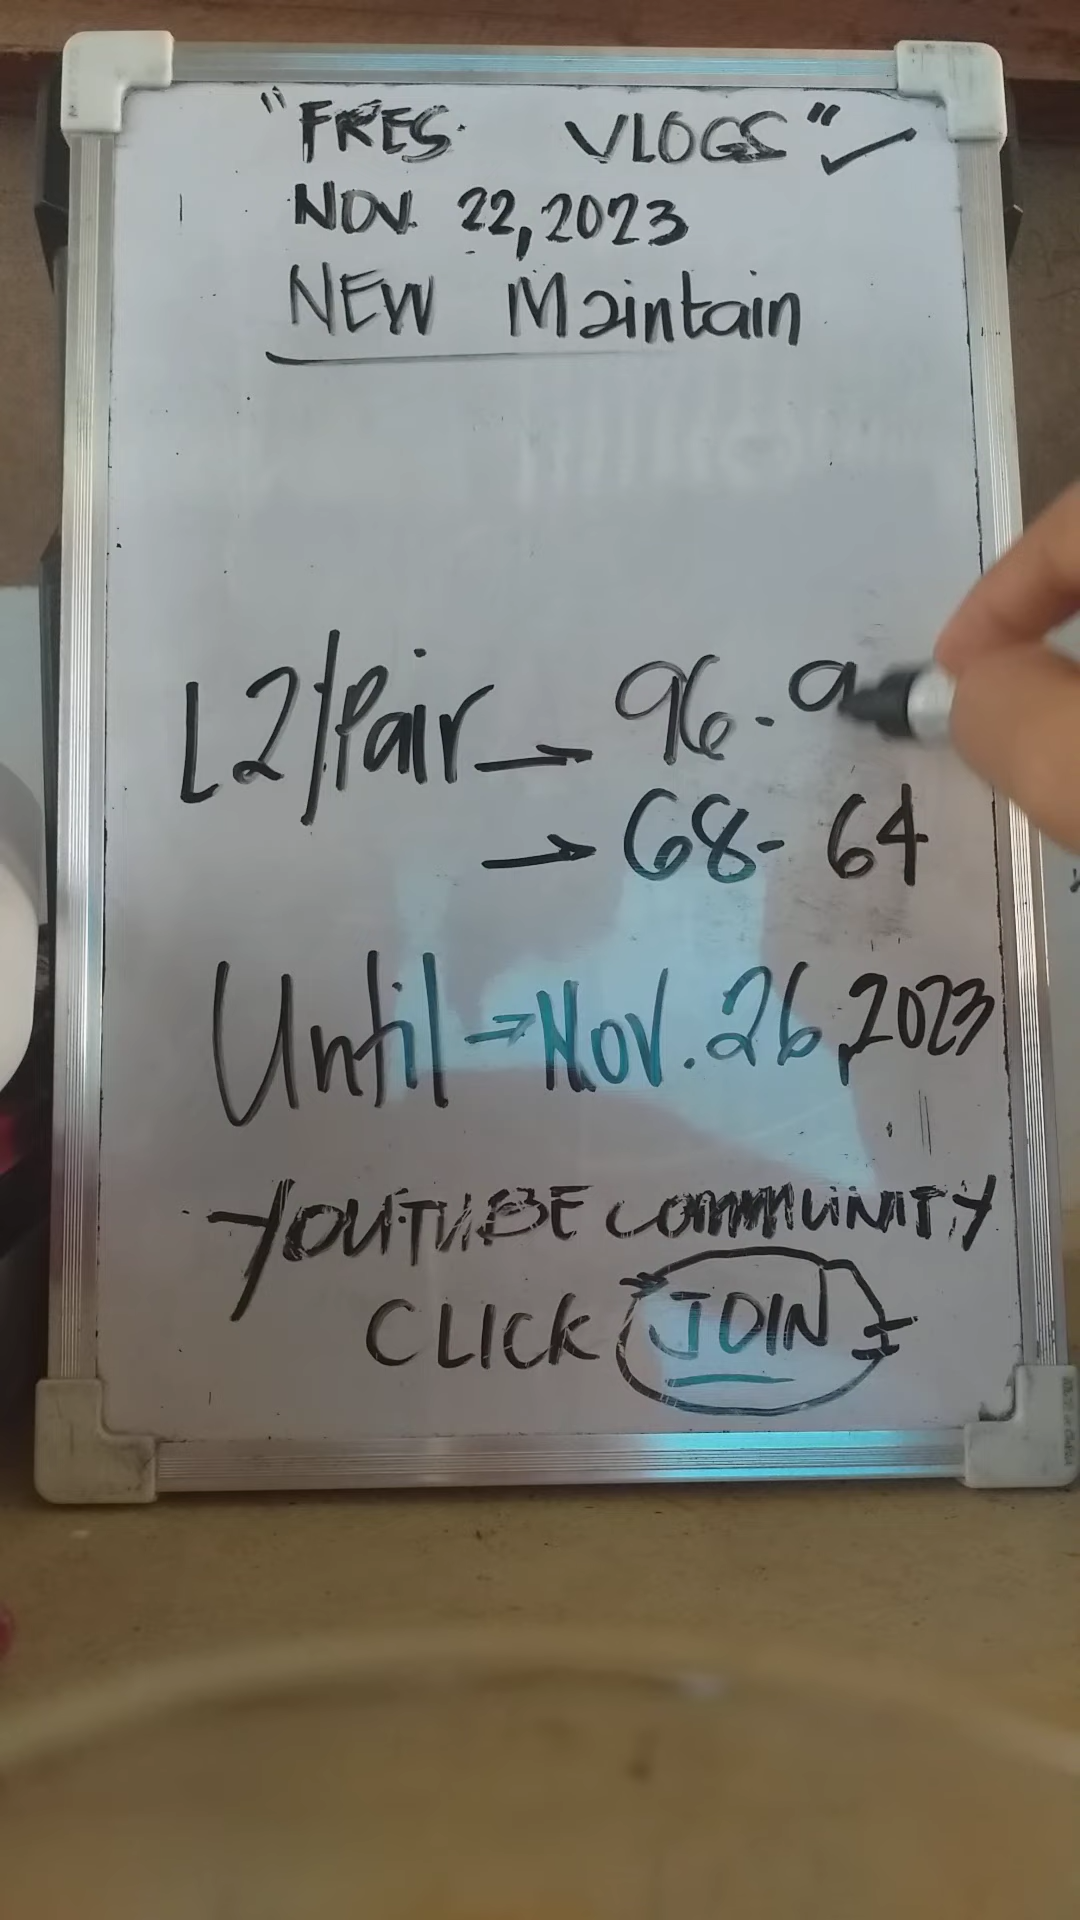 "FRES VLOGS"
NOV. 22, 2023
NEW Maintain
L2/Pair → 96 - 9
→ 68 - 64
Until → Nov. 26, 2023
YOUTUBE COMMUNITY
CLICK JOIN